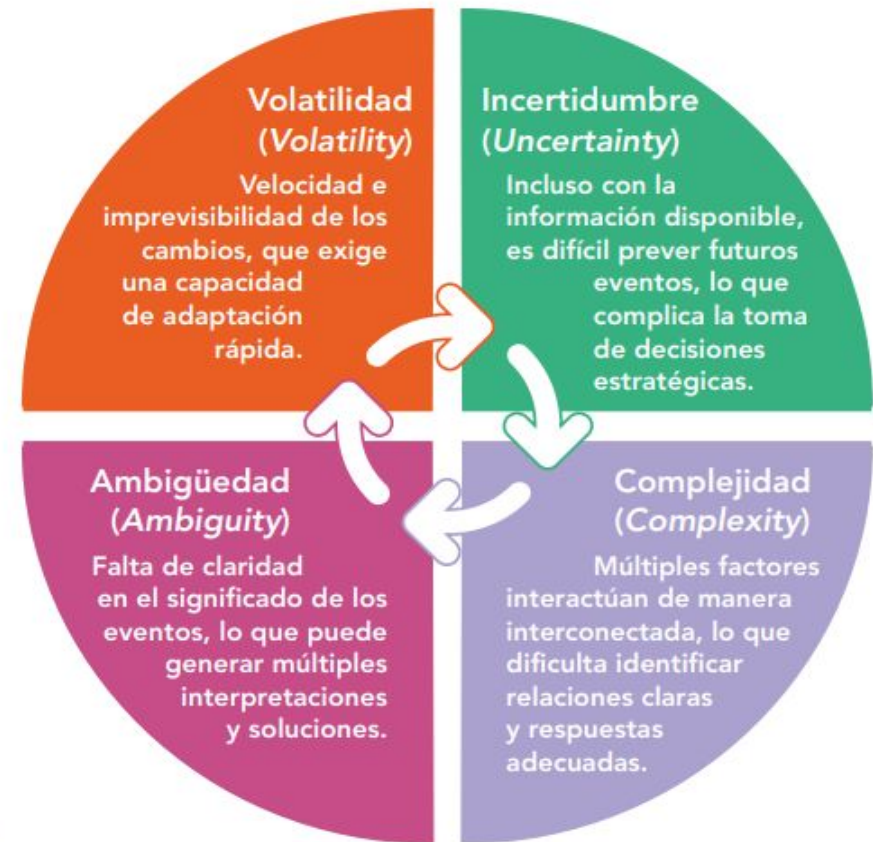 Volatilidad
(Volatility)
Velocidad e
imprevisibilidad de los
cambios, que exige
una capacidad
de adaptación
rápida.
Incertidumbre
(Uncertainty)
Incluso con la
información disponible,
es difícil prever futuros
eventos, lo que
complica la toma
de decisiones
estratégicas.
Ambigüedad
(Ambiguity)
Falta de claridad
en el significado de los
eventos, lo que puede
generar múltiples
interpretaciones
y soluciones.
Complejidad
(Complexity)
Múltiples factores
interactúan de manera
interconectada, lo que
dificulta identificar
relaciones claras
y respuestas
adecuadas.